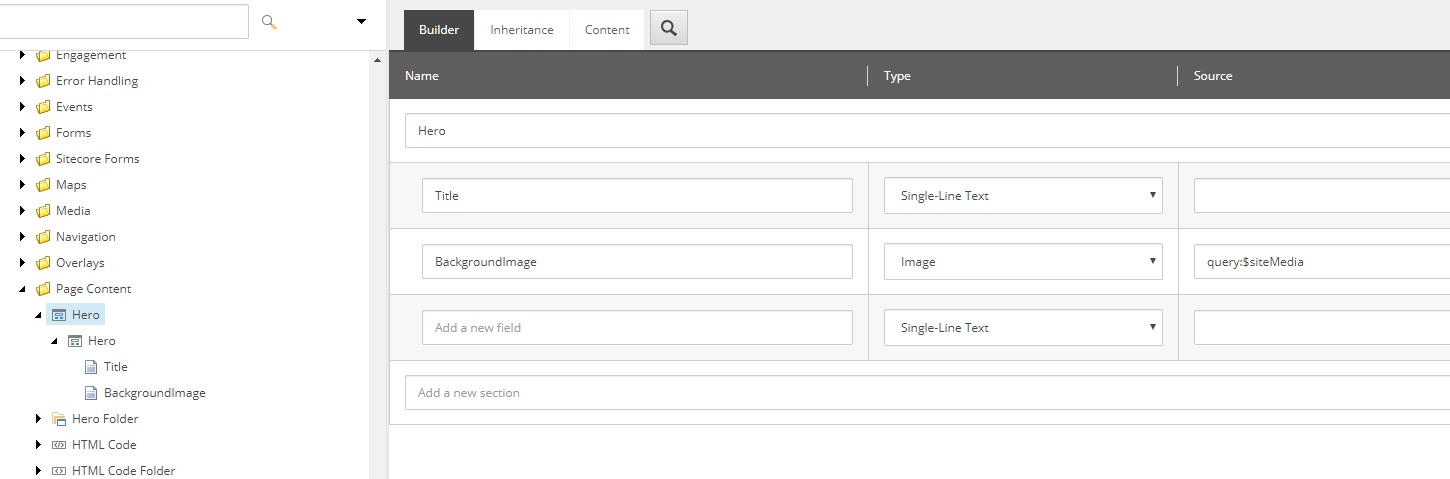 Engagement
Error Handling
Events
Forms
Sitecore Forms
Maps
Media
Navigation
Overlays
Page Content
Hero
Hero
Title
BackgroundImage
Hero Folder
HTML Code
HTML Code Folder
Builder Inheritance Content
Name Type Source
Hero
Title Single-Line Text
BackgroundImage Image query:$siteMedia
Add a new field Single-Line Text
Add a new section